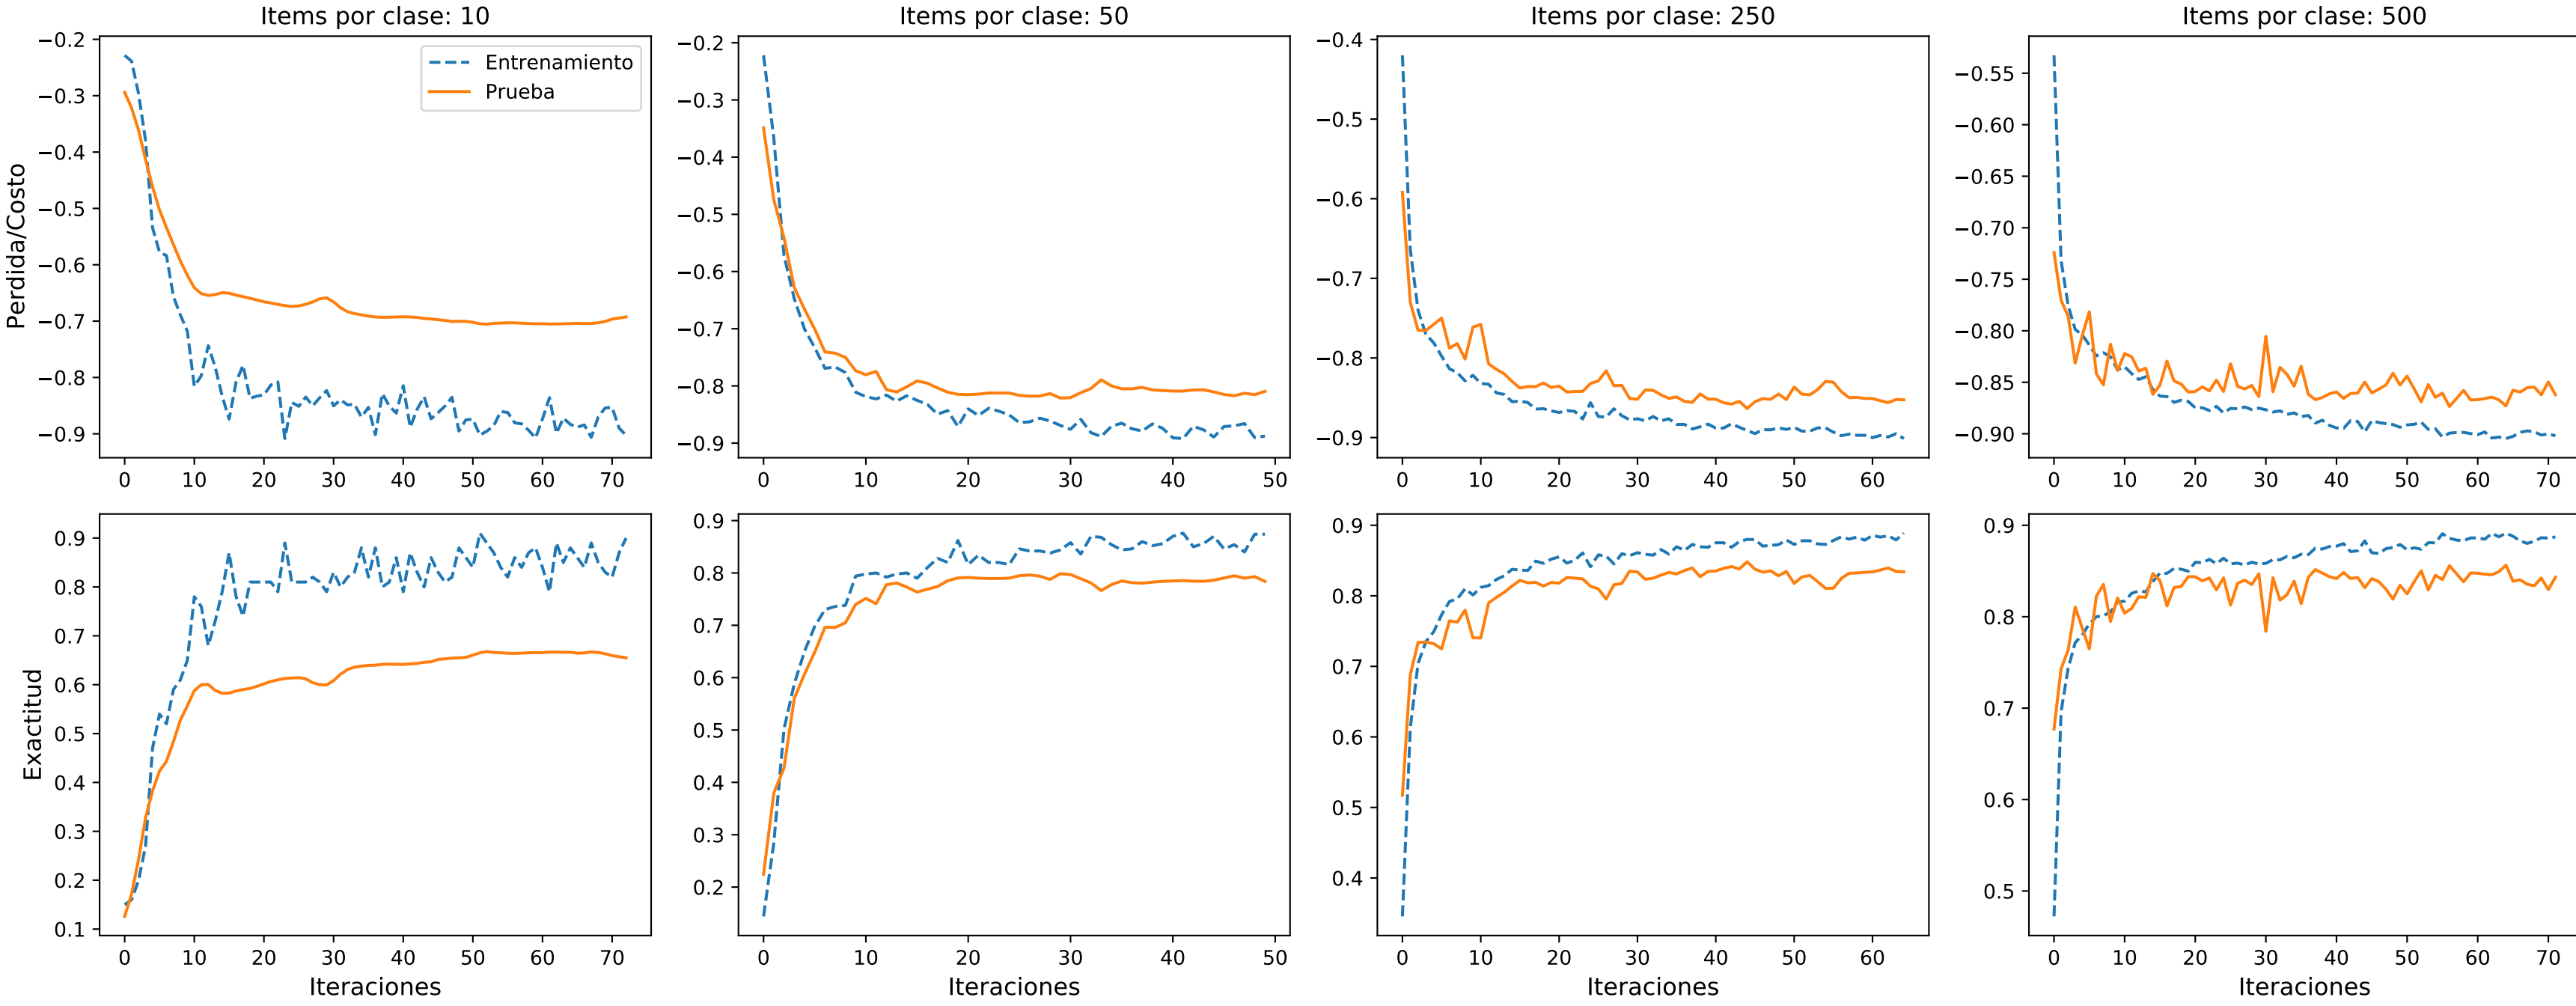 Items por clase: 10
Items por clase: 50
Items por clase: 250
Items por clase: 500
Perdida/Costo
−0.2
−0.3
−0.4
−0.5
−0.6
−0.7
−0.8
−0.9
Entrenamiento
Prueba
0 10 20 30 40 50 60 70
−0.2
−0.3
−0.4
−0.5
−0.6
−0.7
−0.8
−0.9
0 10 20 30 40 50
−0.4
−0.5
−0.6
−0.7
−0.8
−0.9
0 10 20 30 40 50 60
−0.55
−0.60
−0.65
−0.70
−0.75
−0.80
−0.85
−0.90
0 10 20 30 40 50 60 70
Exactitud
0.9
0.8
0.7
0.6
0.5
0.4
0.3
0.2
0.1
0 10 20 30 40 50 60 70
Iteraciones
0.9
0.8
0.7
0.6
0.5
0.4
0.3
0.2
0 10 20 30 40 50
Iteraciones
0.9
0.8
0.7
0.6
0.5
0.4
0 10 20 30 40 50 60
Iteraciones
0.9
0.8
0.7
0.6
0.5
0 10 20 30 40 50 60 70
Iteraciones